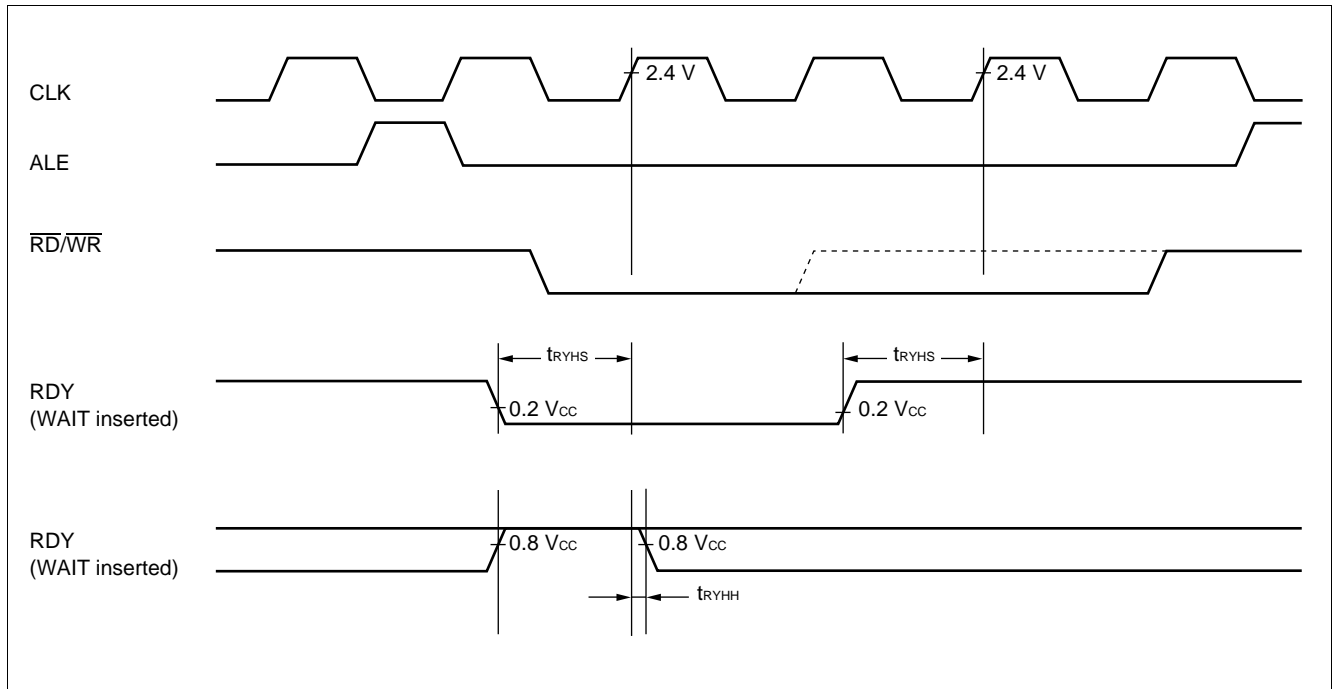 CLK
2.4 V 2.4 V
ALE
RD/WR
tRYHS tRYHS
RDY
(WAIT inserted)
0.2 VCC 0.2 VCC
RDY
(WAIT inserted)
0.8 VCC 0.8 VCC
tRYHH